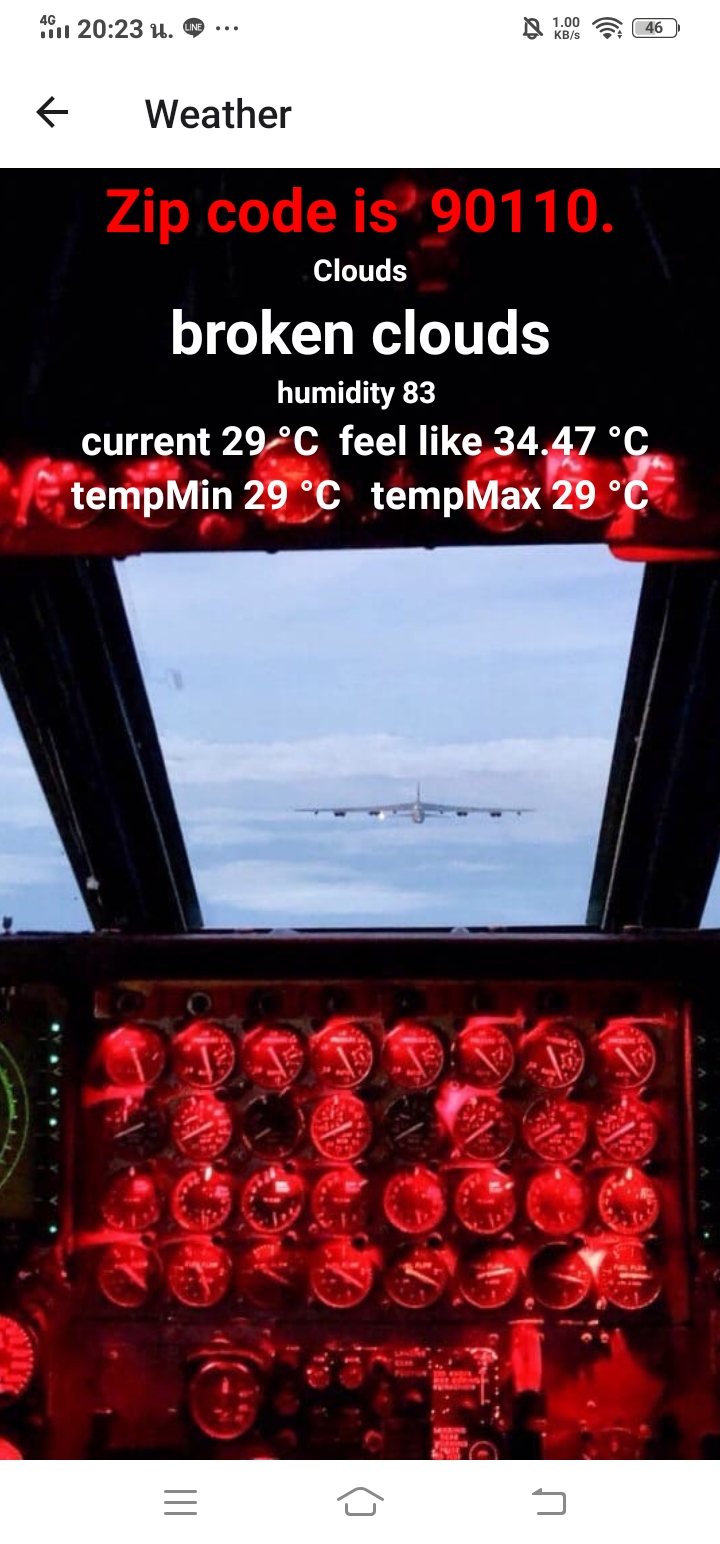 4G 20:23 น. LINE ... 1.00 KB/s 46
Weather
Zip code is 90110.
Clouds
broken clouds
humidity 83
current 29 °C feel like 34.47 °C
tempMin 29 °C tempMax 29 °C